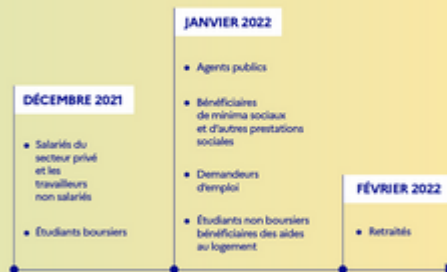 DÉCEMBRE 2021
• Salariés du
secteur privé
et les
travailleurs
non salariés
• Étudiants boursiers
JANVIER 2022
• Agents publics
• Bénéficiaires
de minima sociaux
et d'autres prestations
sociales
• Demandeurs
d'emploi
• Étudiants non boursiers
bénéficiaires des aides
au logement
FÉVRIER 2022
• Retraités